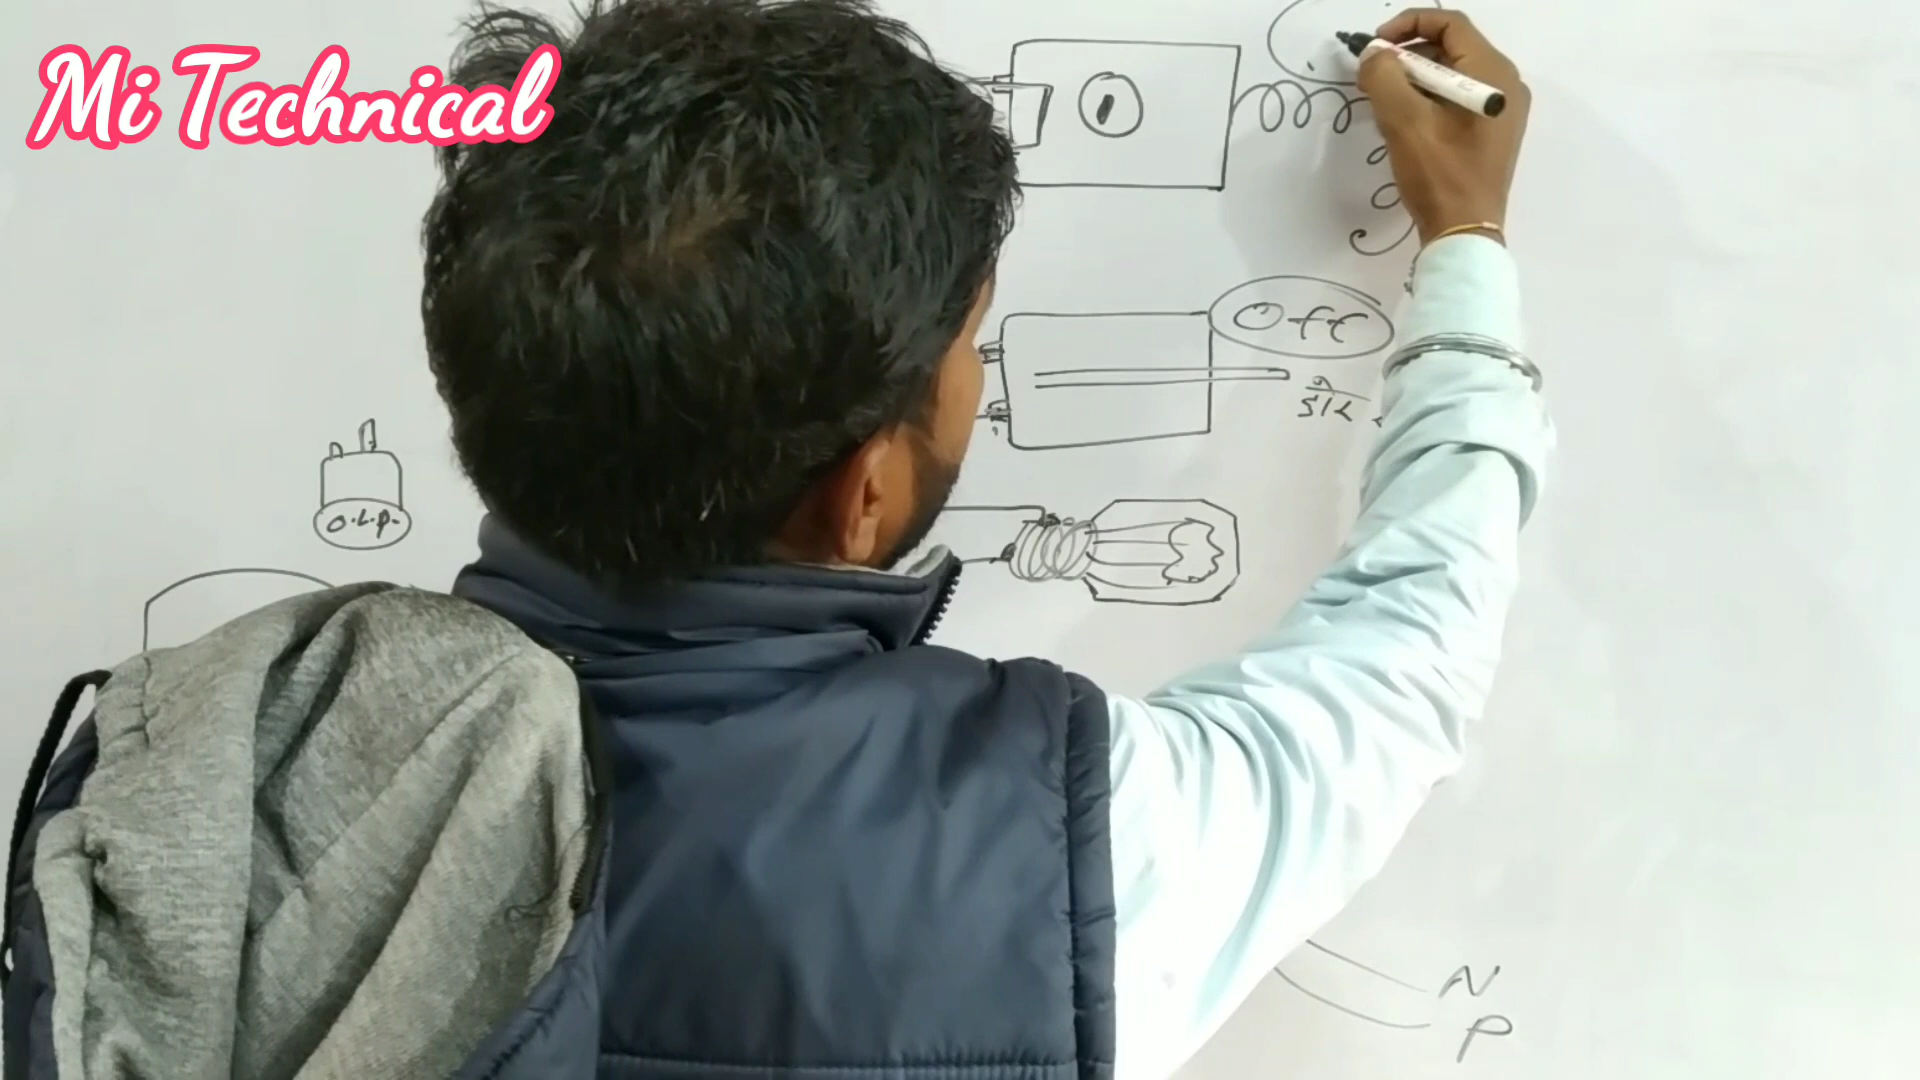 Mi Technical
Off
डोर
O.L.P.
N
P